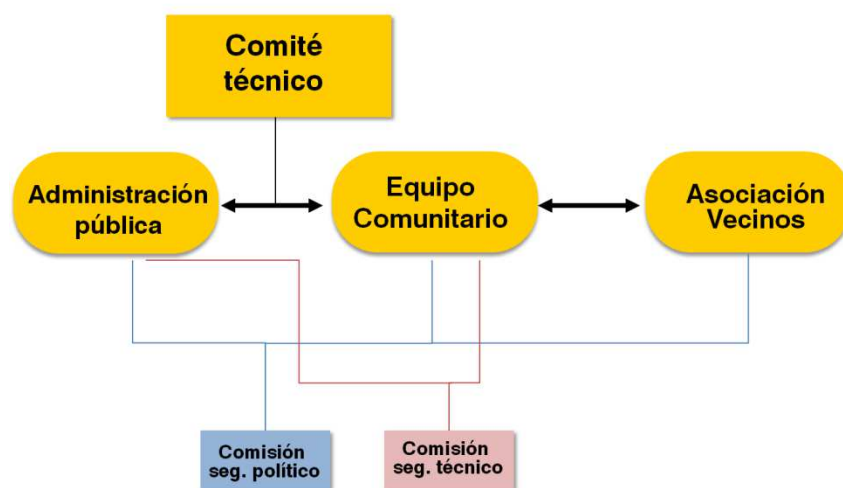 Comité
técnico
Administración
pública
Equipo
Comunitario
Asociación
Vecinos
Comisión
seg. político
Comisión
seg. técnico